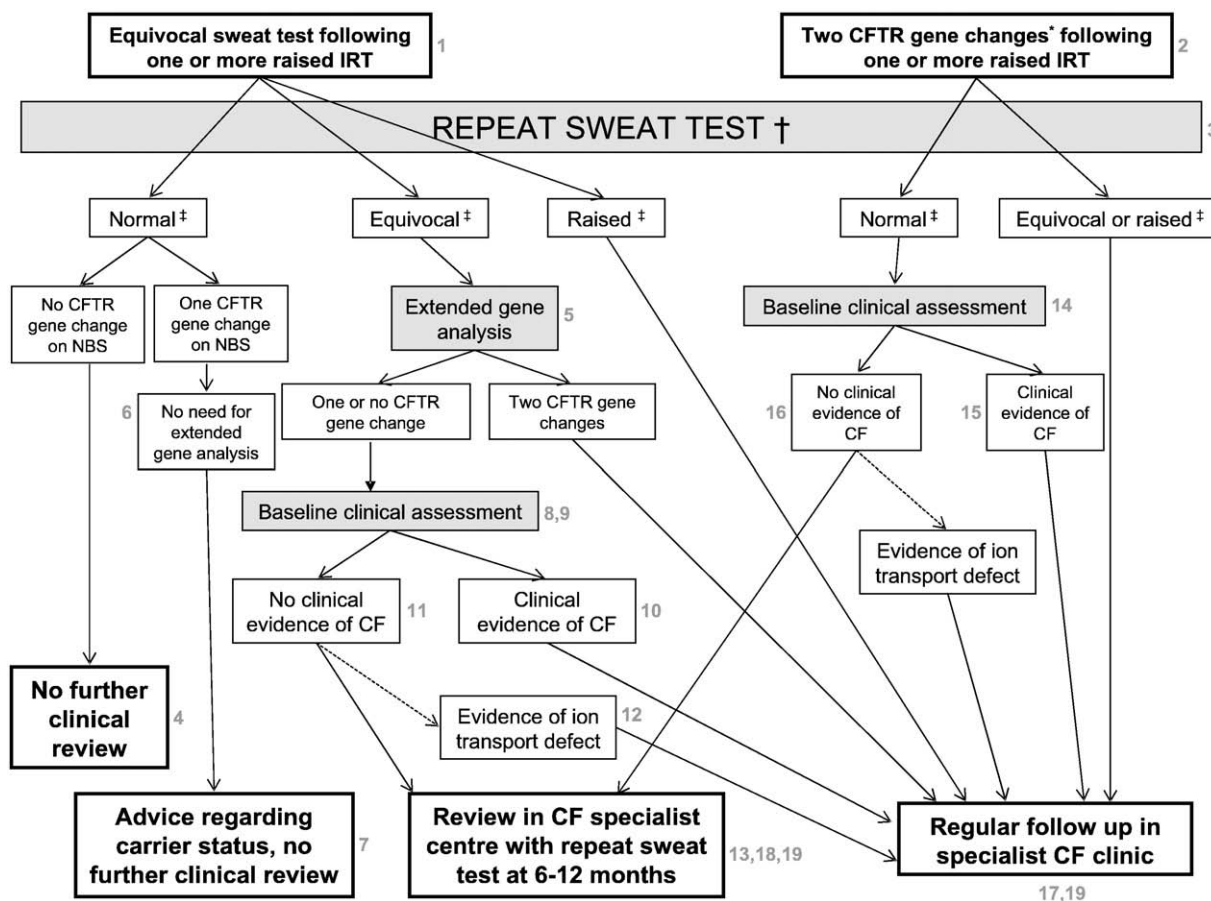 Equivocal sweat test following
one or more raised IRT
1
Two CFTR gene changes* following
one or more raised IRT
2
REPEAT SWEAT TEST †
3
Normal ‡
Equivocal ‡
Raised ‡
Normal ‡
Equivocal or raised ‡
No CFTR
gene change
on NBS
One CFTR
gene change
on NBS
Extended gene
analysis
5
Baseline clinical assessment
14
6
No need for
extended
gene analysis
One or no CFTR
gene change
Two CFTR gene
changes
16
No clinical
evidence of
CF
15
Clinical
evidence of
CF
Baseline clinical assessment
8,9
Evidence of ion
transport defect
No clinical
evidence of CF
11
Clinical
evidence of CF
10
No further
clinical
review
4
Evidence of ion
transport defect
12
Advice regarding
carrier status, no
further clinical review
7
Review in CF specialist
centre with repeat sweat
test at 6-12 months
13,18,19
Regular follow up in
specialist CF clinic
17,19